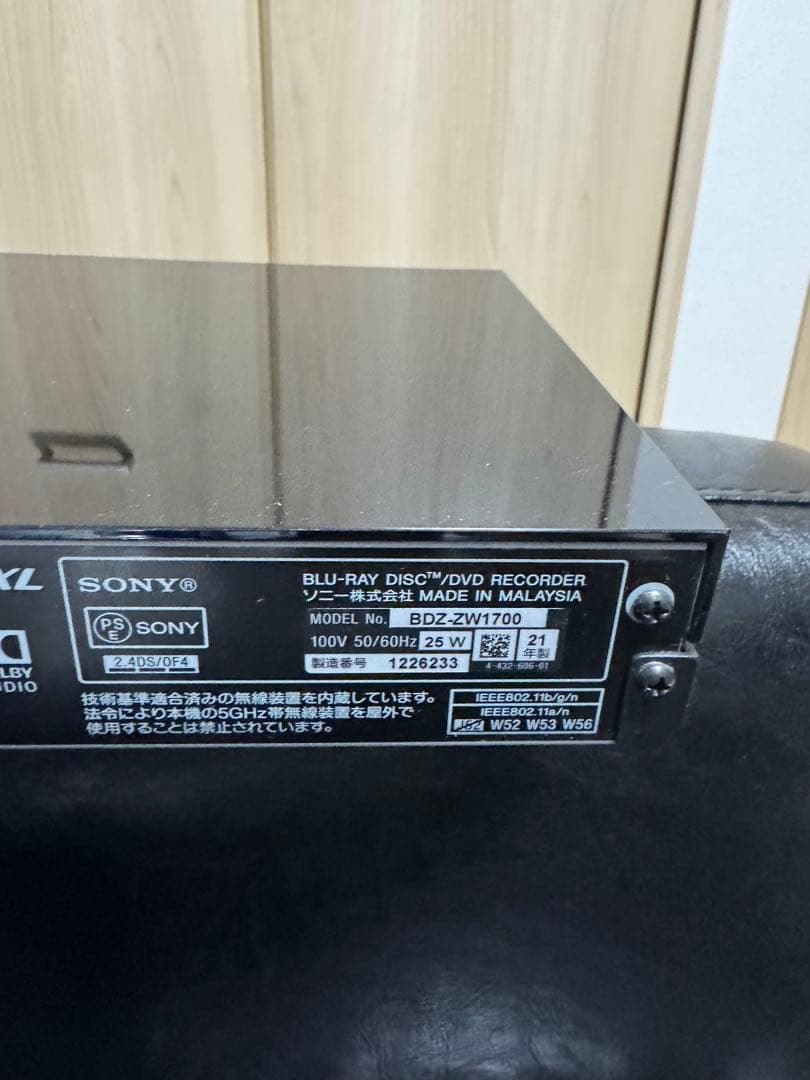 XL
SONY®
BLU-RAY DISC™/DVD RECORDER
ソニー株式会社 MADE IN MALAYSIA
PS
E
SONY
MODEL No. BDZ-ZW1700
100V 50/60Hz 25 W
21
年製
2.4DS/OF4
製造番号 1226233
4-432-606-01
AUDIO
技術基準適合済みの無線装置を内蔵しています。
法令により本機の5GHz帯無線装置を屋外で
使用することは禁止されています。
IEEE802.11b/g/n
IEEE802.11a/n
J52 W52 W53 W56